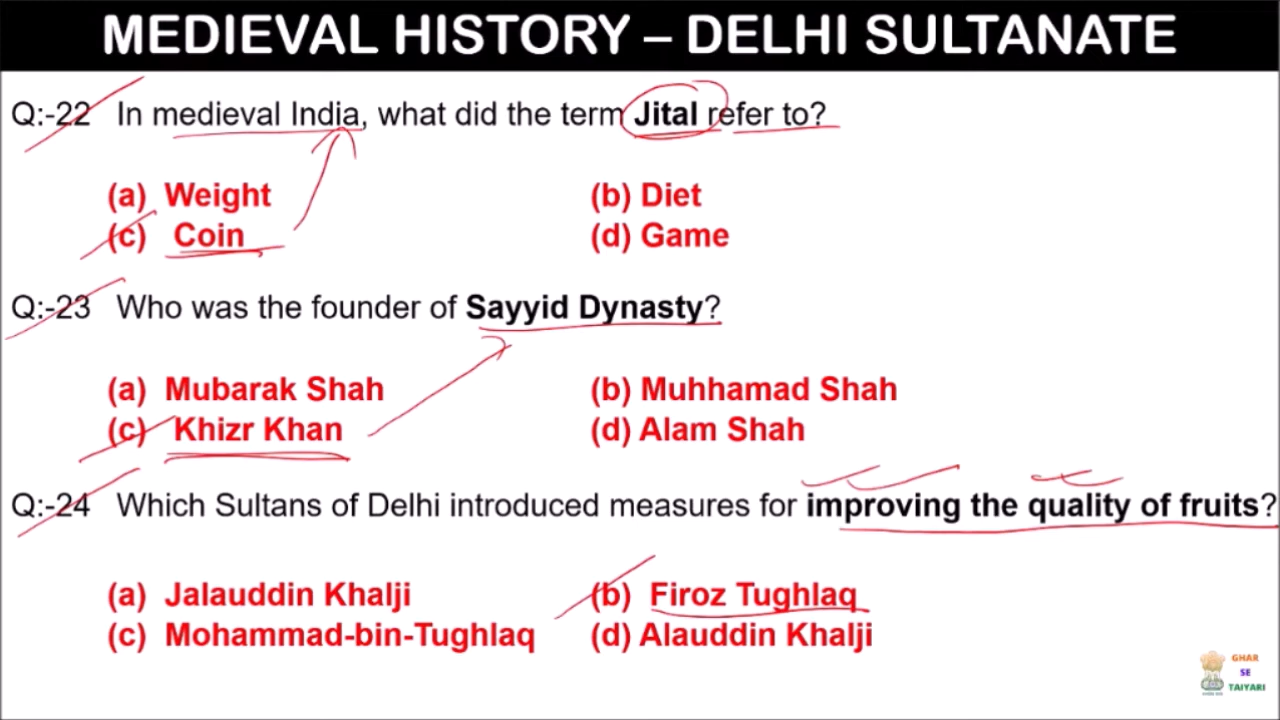 MEDIEVAL HISTORY – DELHI SULTANATE
Q:-22 In medieval India, what did the term Jital refer to?
(a) Weight (b) Diet
(c) Coin (d) Game
Q:-23 Who was the founder of Sayyid Dynasty?
(a) Mubarak Shah (b) Muhhamad Shah
(c) Khizr Khan (d) Alam Shah
Q:-24 Which Sultans of Delhi introduced measures for improving the quality of fruits?
(a) Jalauddin Khalji (b) Firoz Tughlaq
(c) Mohammad-bin-Tughlaq (d) Alauddin Khalji
GHAR
SE
TAIYARI